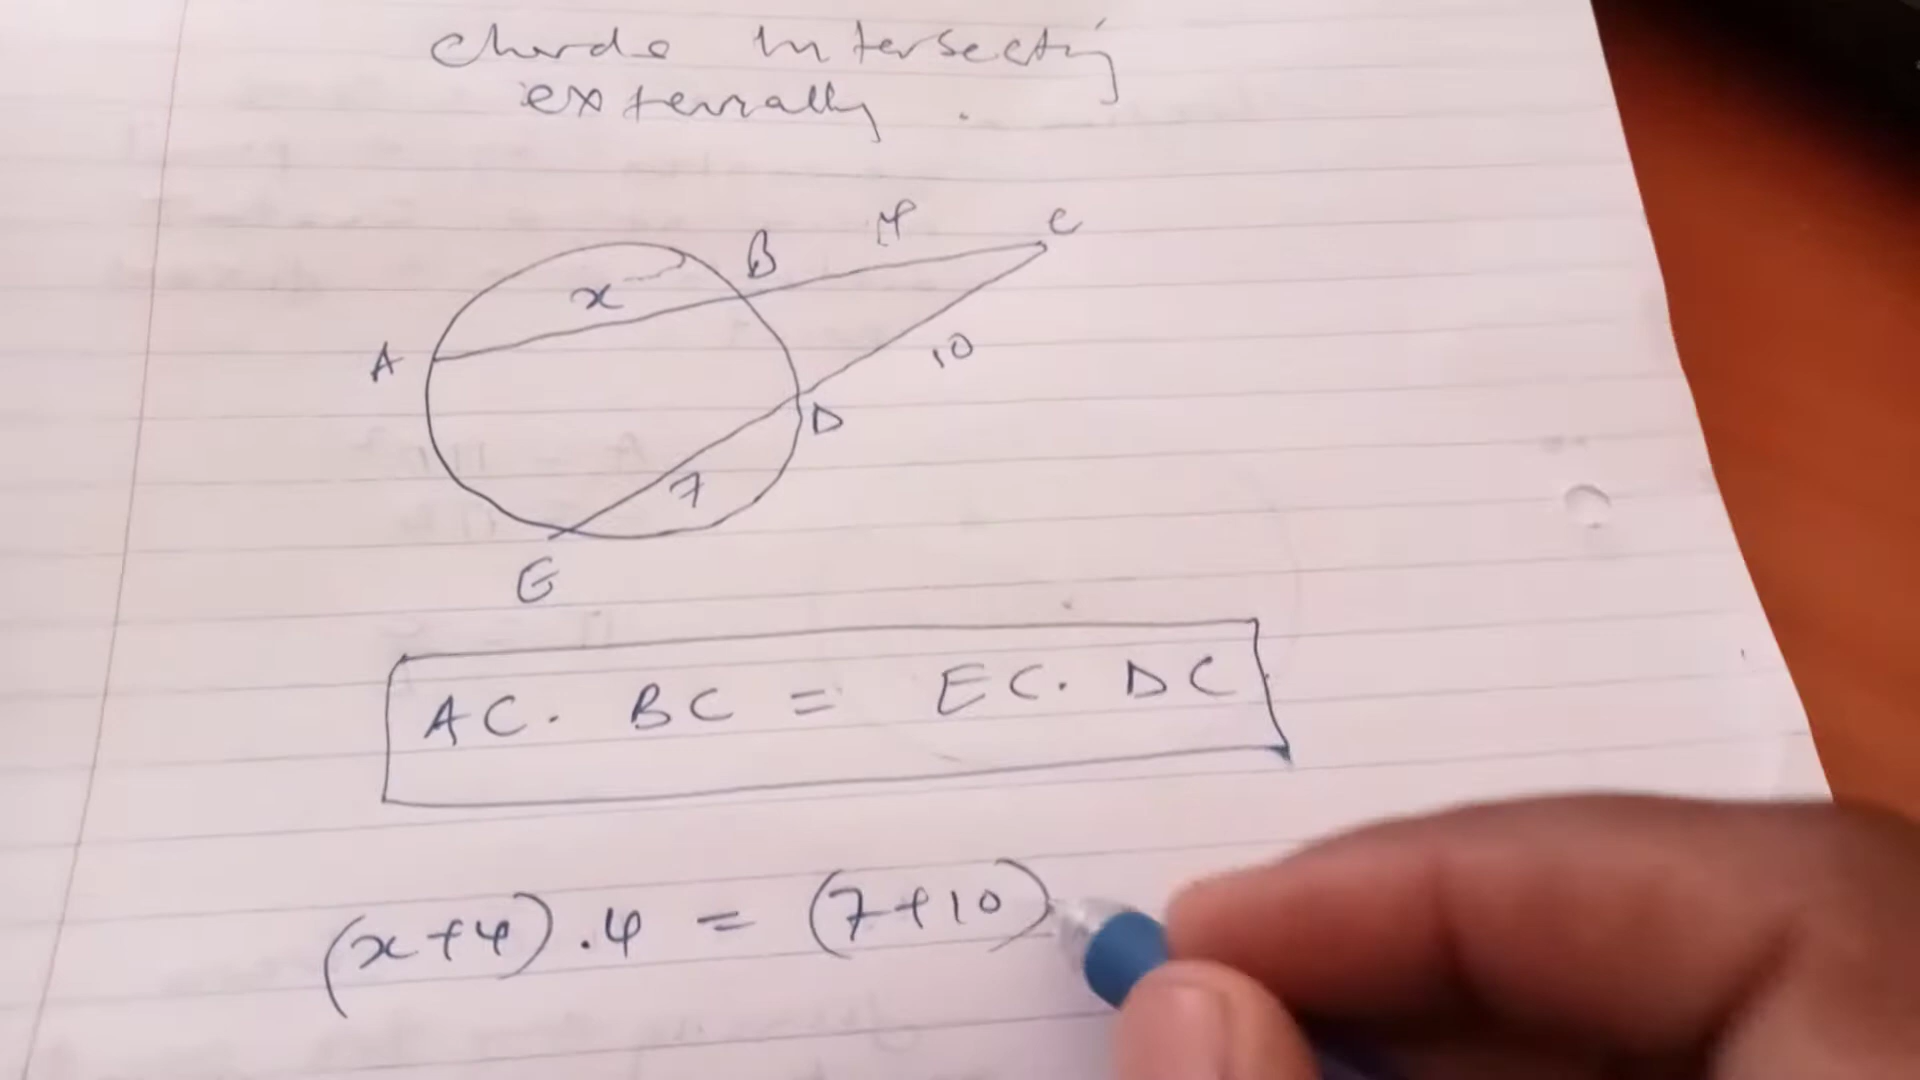 chords Intersecting
externally.
4 C
B
x
A
10
D
7
E
AC. BC = EC. DC
(x+4).4 = (7+10)